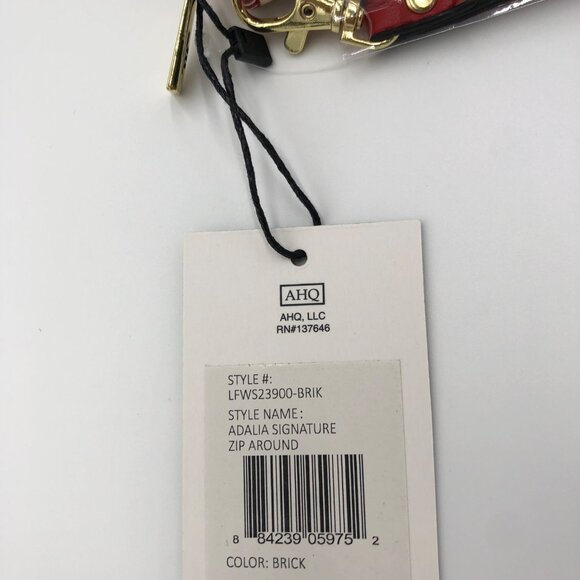 AHQ
AHQ, LLC
RN#137646
STYLE #:
LFWS23900-BRIK
STYLE NAME:
ADALIA SIGNATURE
ZIP AROUND
8 84239 05975 2
COLOR: BRICK